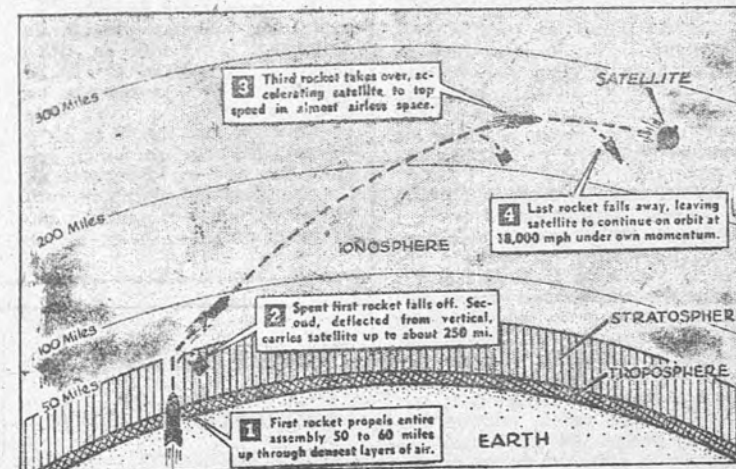 3 Third rocket takes over, ac-
celerating satellite to top
speed in almost airless space.
SATELLITE
300 Miles
4 Last rocket falls away, leaving
satellite to continue on orbit at
18,000 mph under own momentum.
200 Miles
IONOSPHERE
2 Spent first rocket falls off. Sec-
ond, deflected from vertical,
carries satellite up to about 250 mi.
100 Miles
STRATOSPHER
TROPOSPHERE
50 Miles
1 First rocket propels entire
assembly 50 to 60 miles
up through densest layers of air.
EARTH